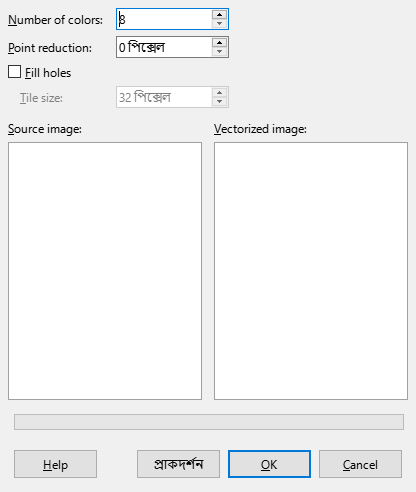 Number of colors: 8
Point reduction: 0 পিক্সেল
Fill holes
Tile size: 32 পিক্সেল
Source image: Vectorized image:
Help প্রাকদর্শন OK Cancel